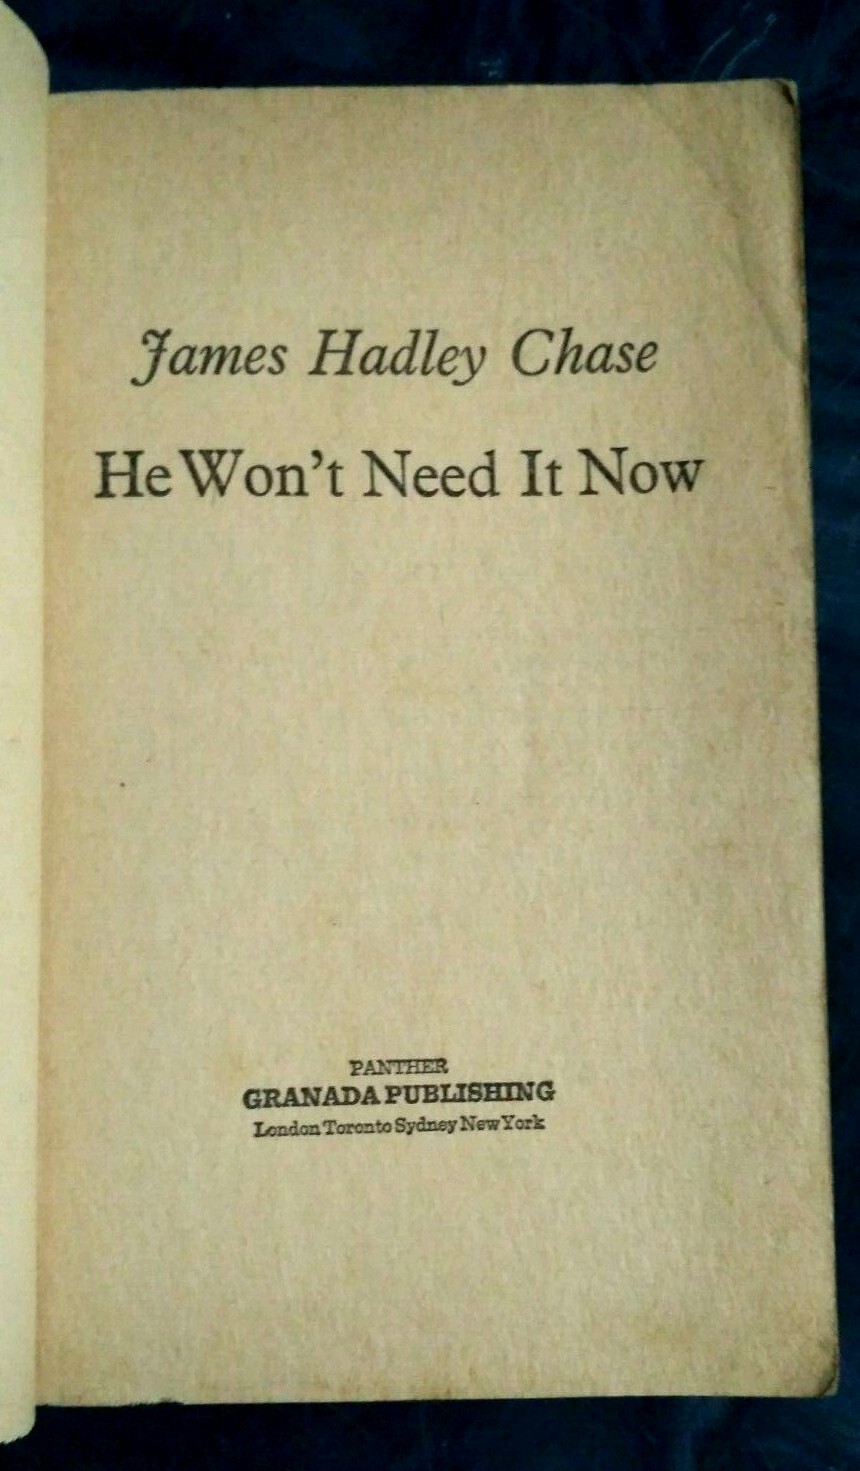 James Hadley Chase
He Won't Need It Now
PANTHER
GRANADA PUBLISHING
London Toronto Sydney New York